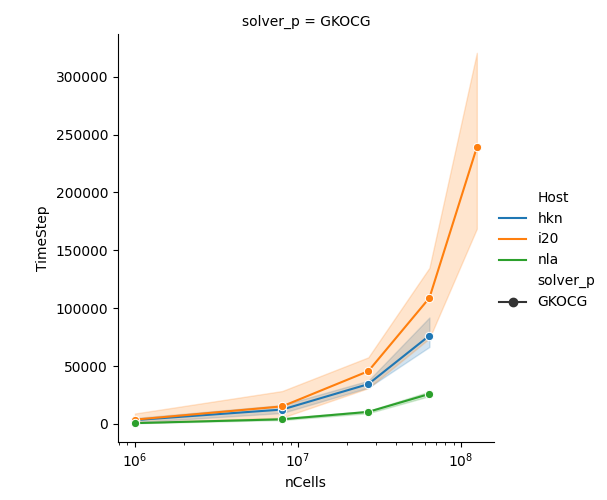 solver_p = GKOCG
300000
250000
200000
150000
100000
50000
0
TimeStep
10^6
10^7
10^8
nCells
Host
hkn
i20
nla
solver_p
GKOCG